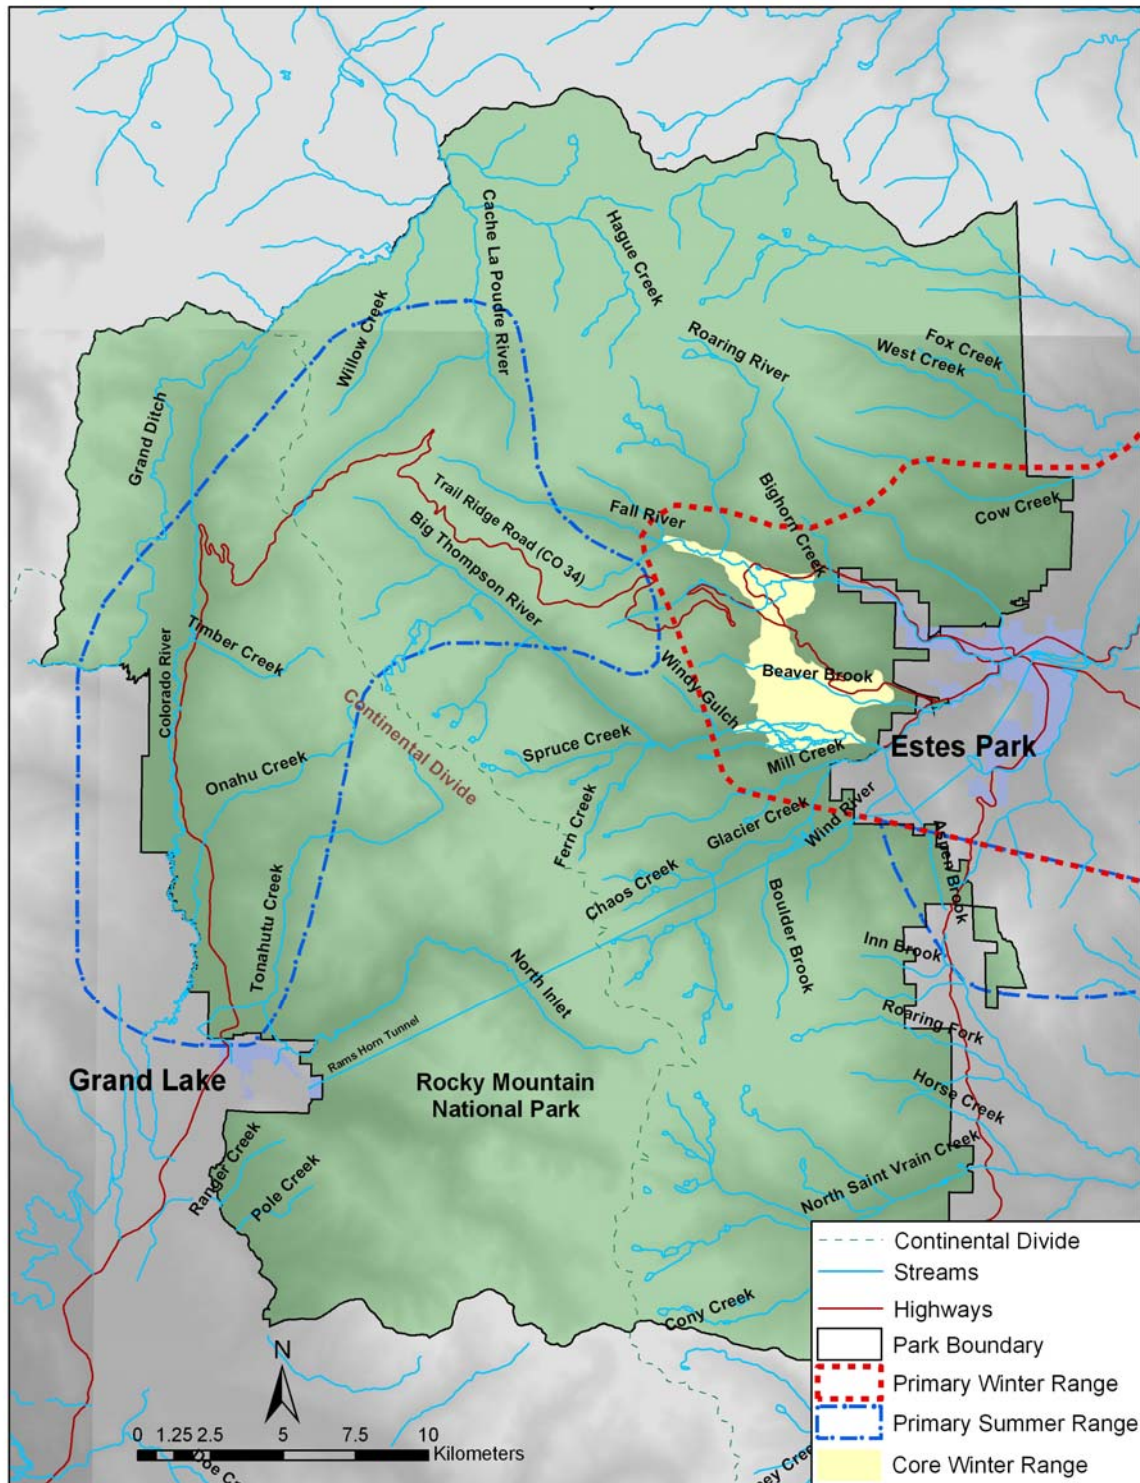 Cache La Poudre River
Hague Creek
Willow Creek
Roaring River
Fox Creek
West Creek
Grand Ditch
Trail Ridge Road (CO 34)
Fall River
Bighorn Creek
Cow Creek
Big Thompson River
Timber Creek
Colorado River
Windy Gulch
Beaver Brook
Continental Divide
Spruce Creek
Mill Creek
Estes Park
Onahu Creek
Fern Creek
Glacier Creek
Wind River
Aspen Brook
Chaos Creek
Boulder Brook
Tonahutu Creek
Inn Brook
North Inlet
Roaring Fork
Rams Horn Tunnel
Grand Lake
Rocky Mountain
National Park
Horse Creek
Ranger Creek
Pole Creek
North Saint Vrain Creek
Cony Creek
N
0 1.25 2.5 5 7.5 10
Kilometers
Continental Divide
Streams
Highways
Park Boundary
Primary Winter Range
Primary Summer Range
Core Winter Range